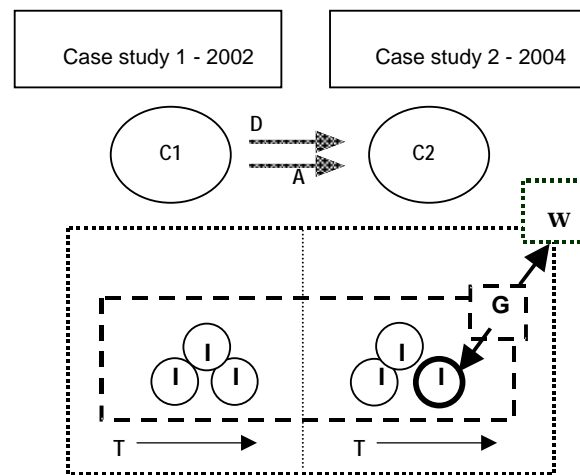 Case study 1 - 2002 Case study 2 - 2004
D
C1 C2
A
W
G
I I
I I I I
T T